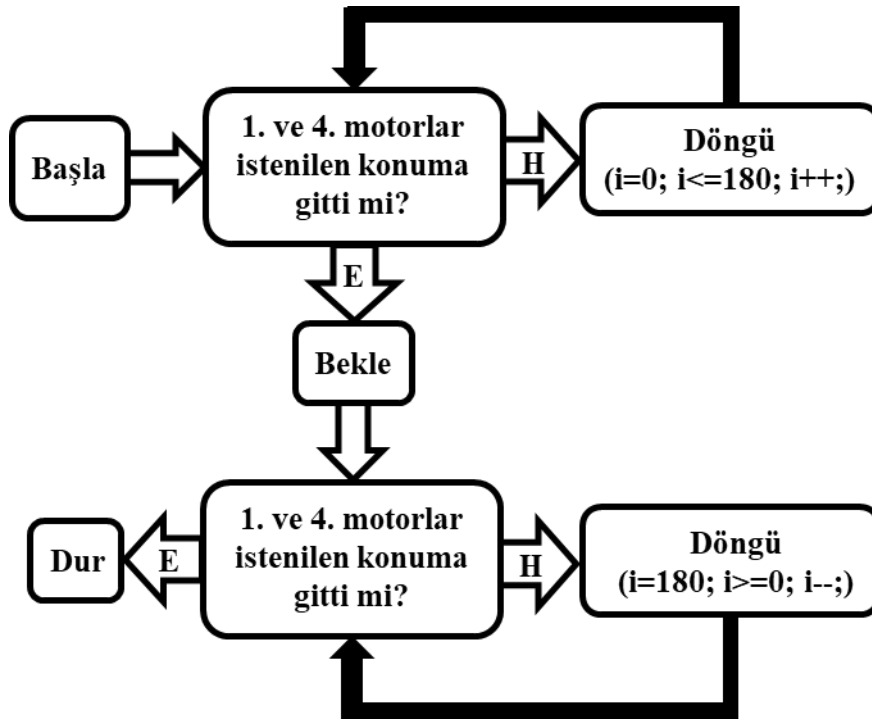 Başla
1. ve 4. motorlar
istenilen konuma
gitti mi?
H
Döngü
(i=0; i<=180; i++;)
E
Bekle
1. ve 4. motorlar
istenilen konuma
gitti mi?
E
Dur
H
Döngü
(i=180; i>=0; i--;)